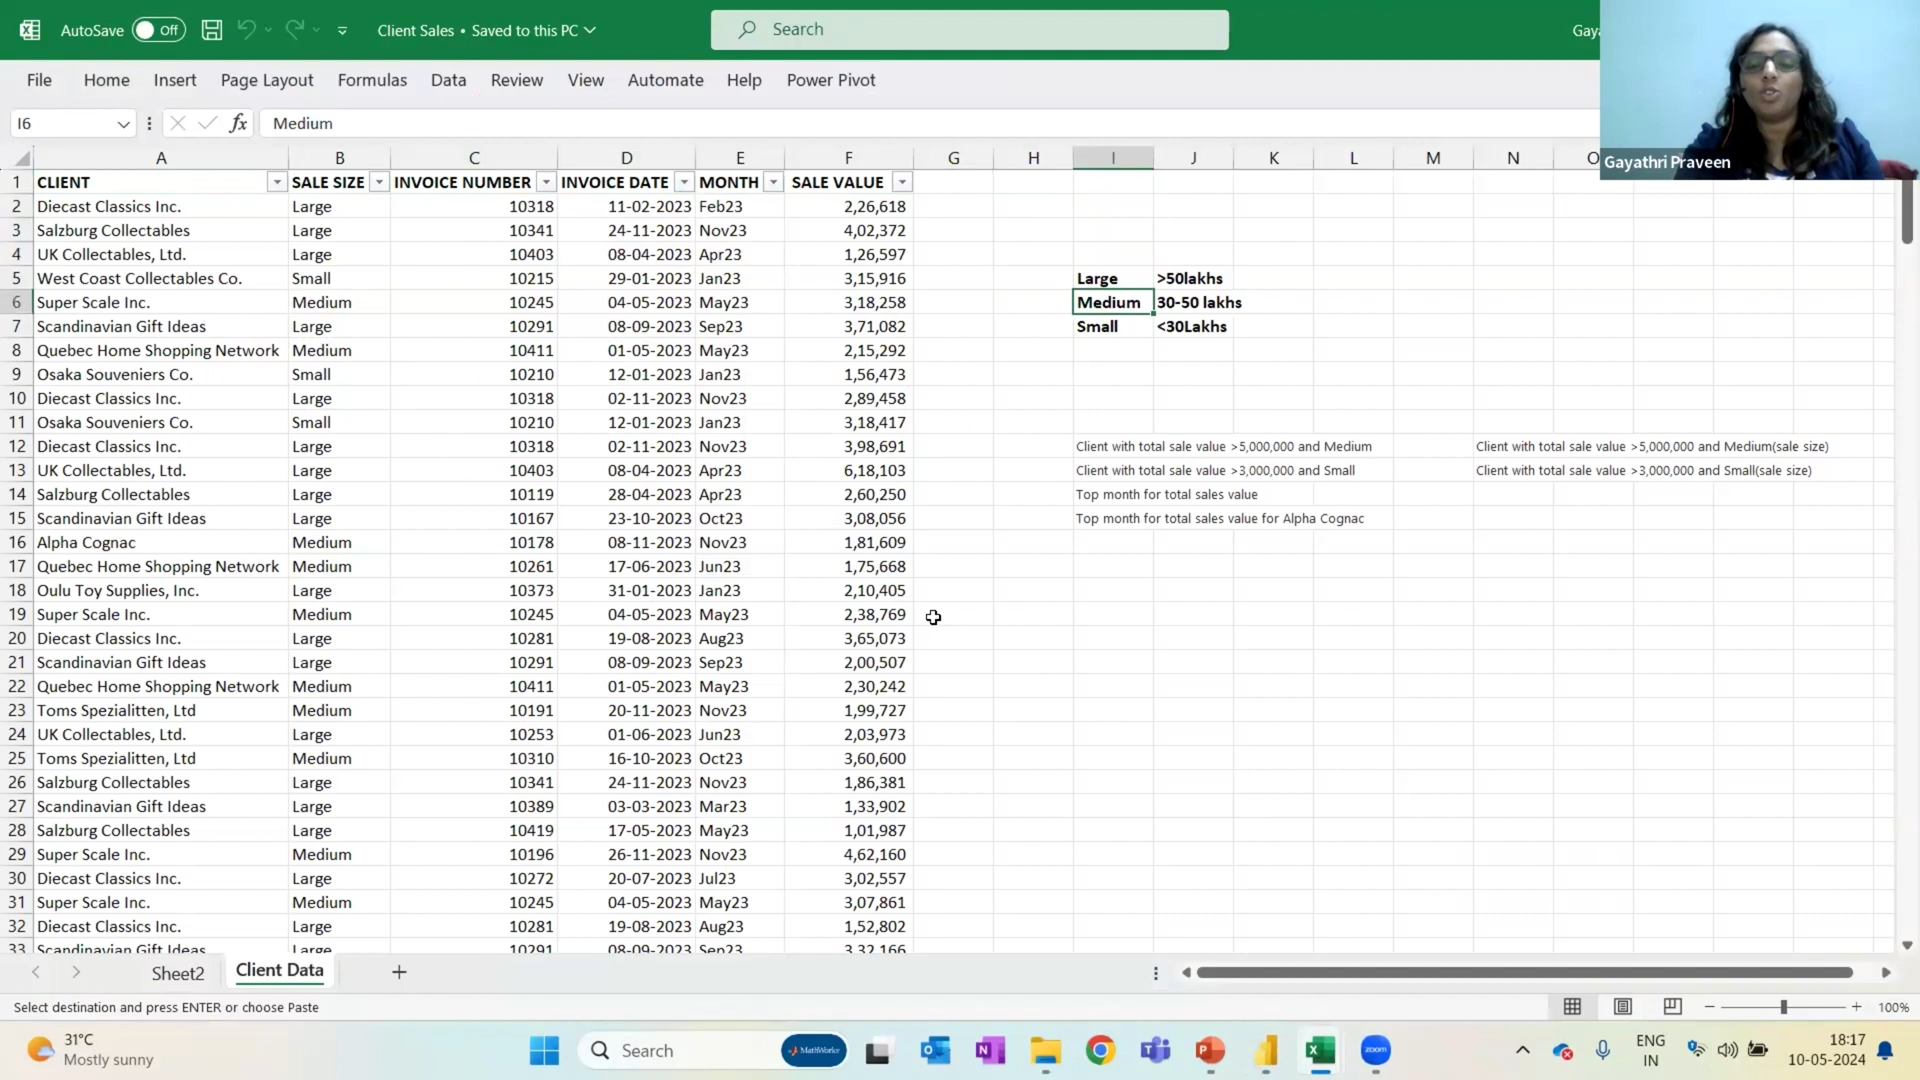 AutoSave Off Client Sales • Saved to this PC Search
File Home Insert Page Layout Formulas Data Review View Automate Help Power Pivot
Gayathri Praveen
I6 fx Medium
A B C D E F G H I J K L M N O
1 CLIENT SALE SIZE INVOICE NUMBER INVOICE DATE MONTH SALE VALUE
2 Diecast Classics Inc. Large 10318 11-02-2023 Feb23 2,26,618
3 Salzburg Collectables Large 10341 24-11-2023 Nov23 4,02,372
4 UK Collectables, Ltd. Large 10403 08-04-2023 Apr23 1,26,597
5 West Coast Collectables Co. Small 10215 29-01-2023 Jan23 3,15,916 Large >50lakhs
6 Super Scale Inc. Medium 10245 04-05-2023 May23 3,18,258 Medium 30-50 lakhs
7 Scandinavian Gift Ideas Large 10291 08-09-2023 Sep23 3,71,082 Small <30Lakhs
8 Quebec Home Shopping Network Medium 10411 01-05-2023 May23 2,15,292
9 Osaka Souveniers Co. Small 10210 12-01-2023 Jan23 1,56,473
10 Diecast Classics Inc. Large 10318 02-11-2023 Nov23 2,89,458
11 Osaka Souveniers Co. Small 10210 12-01-2023 Jan23 3,18,417
12 Diecast Classics Inc. Large 10318 02-11-2023 Nov23 3,98,691 Client with total sale value >5,000,000 and Medium Client with total sale value >5,000,000 and Medium(sale size)
13 UK Collectables, Ltd. Large 10403 08-04-2023 Apr23 6,18,103 Client with total sale value >3,000,000 and Small Client with total sale value >3,000,000 and Small(sale size)
14 Salzburg Collectables Large 10119 28-04-2023 Apr23 2,60,250 Top month for total sales value
15 Scandinavian Gift Ideas Large 10167 23-10-2023 Oct23 3,08,056 Top month for total sales value for Alpha Cognac
16 Alpha Cognac Medium 10178 08-11-2023 Nov23 1,81,609
17 Quebec Home Shopping Network Medium 10261 17-06-2023 Jun23 1,75,668
18 Oulu Toy Supplies, Inc. Large 10373 31-01-2023 Jan23 2,10,405
19 Super Scale Inc. Medium 10245 04-05-2023 May23 2,38,769
20 Diecast Classics Inc. Large 10281 19-08-2023 Aug23 3,65,073
21 Scandinavian Gift Ideas Large 10291 08-09-2023 Sep23 2,00,507
22 Quebec Home Shopping Network Medium 10411 01-05-2023 May23 2,30,242
23 Toms Spezialitten, Ltd Medium 10191 20-11-2023 Nov23 1,99,727
24 UK Collectables, Ltd. Large 10253 01-06-2023 Jun23 2,03,973
25 Toms Spezialitten, Ltd Medium 10310 16-10-2023 Oct23 3,60,600
26 Salzburg Collectables Large 10341 24-11-2023 Nov23 1,86,381
27 Scandinavian Gift Ideas Large 10389 03-03-2023 Mar23 1,33,902
28 Salzburg Collectables Large 10419 17-05-2023 May23 1,01,987
29 Super Scale Inc. Medium 10196 26-11-2023 Nov23 4,62,160
30 Diecast Classics Inc. Large 10272 20-07-2023 Jul23 3,02,557
31 Super Scale Inc. Medium 10245 04-05-2023 May23 3,07,861
32 Diecast Classics Inc. Large 10281 19-08-2023 Aug23 1,52,802
33 Scandinavian Gift Ideas Large 10291 08-09-2023 Sep23 3,32,166
Sheet2 Client Data
Select destination and press ENTER or choose Paste 100%
31°C
Mostly sunny
Search MathWorks zoom
ENG
IN
18:17
10-05-2024